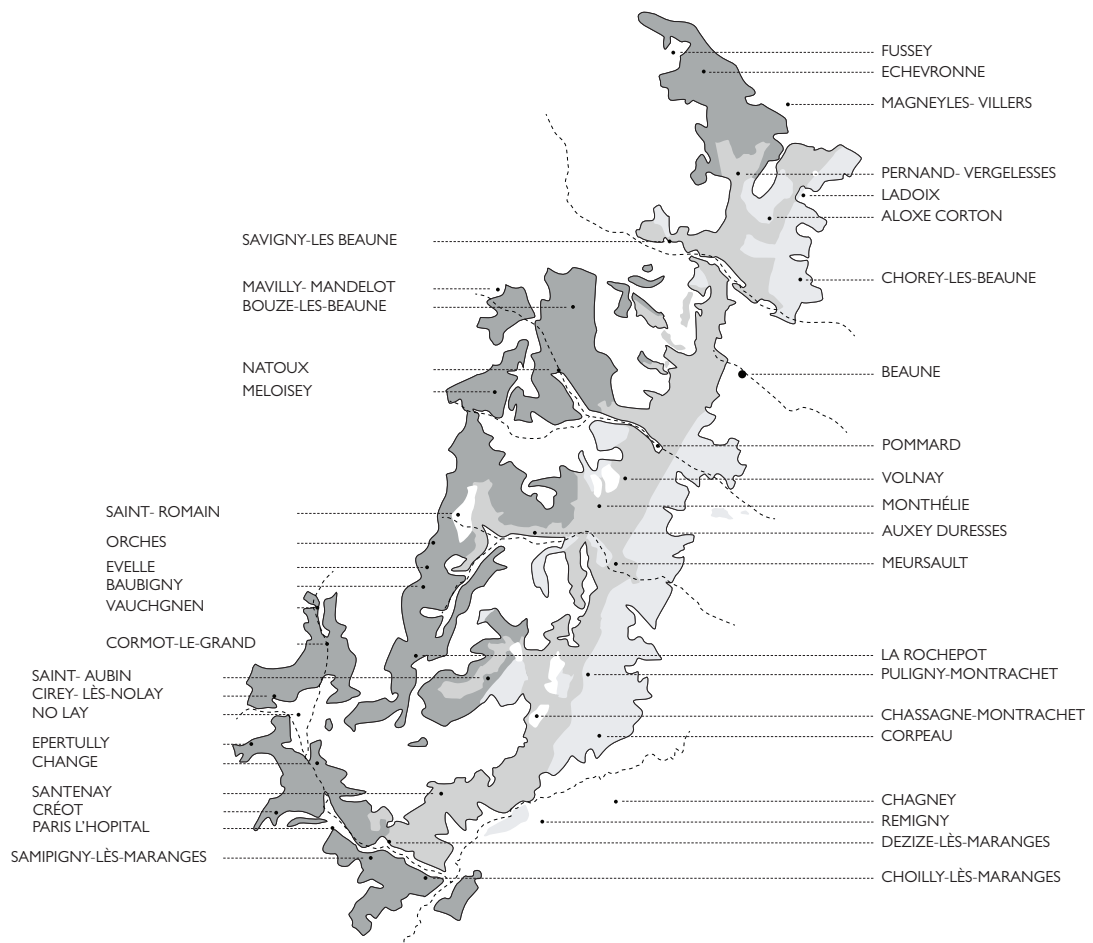 FUSSEY
ECHEVRONNE
MAGNEYLES- VILLERS
PERNAND- VERGELESSES
LADOIX
ALOXE CORTON
SAVIGNY-LES BEAUNE
CHOREY-LES-BEAUNE
MAVILLY- MANDELOT
BOUZE-LES-BEAUNE
NATOUX
MELOISEY
BEAUNE
POMMARD
VOLNAY
MONTHÉLIE
SAINT- ROMAIN
AUXEY DURESSES
ORCHES
MEURSAULT
EVELLE
BAUBIGNY
VAUCHGNEN
CORMOT-LE-GRAND
LA ROCHEPOT
SAINT- AUBIN
PULIGNY-MONTRACHET
CIREY- LÈS-NOLAY
NO LAY
CHASSAGNE-MONTRACHET
CORPEAU
EPERTULLY
CHANGE
SANTENAY
CHAGNEY
CRÉOT
REMIGNY
PARIS L'HOPITAL
DEZIZE-LÈS-MARANGES
SAMIPIGNY-LÈS-MARANGES
CHOILLY-LÈS-MARANGES